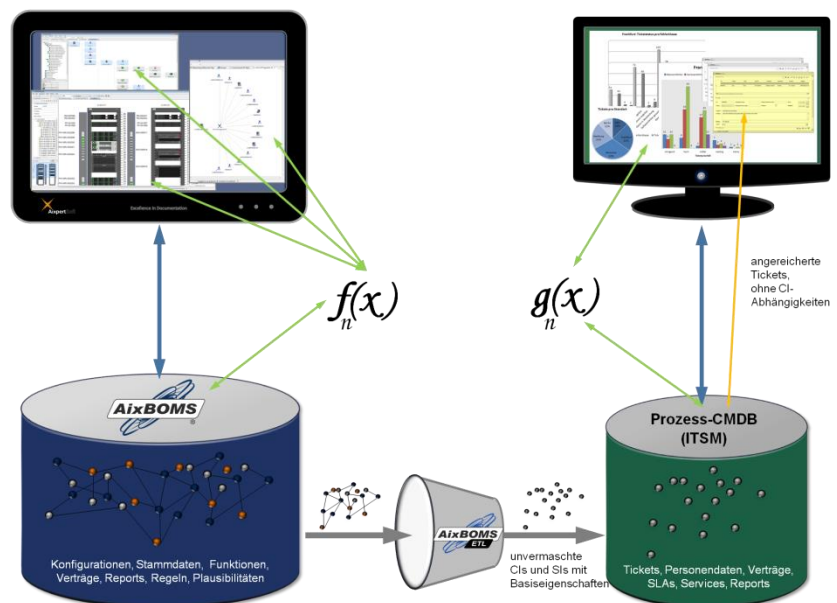 AixpertSoft
Excellence in Documentation
f
n
(x)
g
n
(x)
angereicherte
Tickets,
ohne CI-
Abhängigkeiten
AixBOMS
®
Prozess-CMDB
(ITSM)
AixBOMS
ETL
unvermaschte
CIs und SIs mit
Basiseigenschaften
Konfigurationen, Stammdaten, Funktionen,
Verträge, Reports, Regeln, Plausibilitäten
Tickets, Personendaten, Verträge,
SLAs, Services, Reports